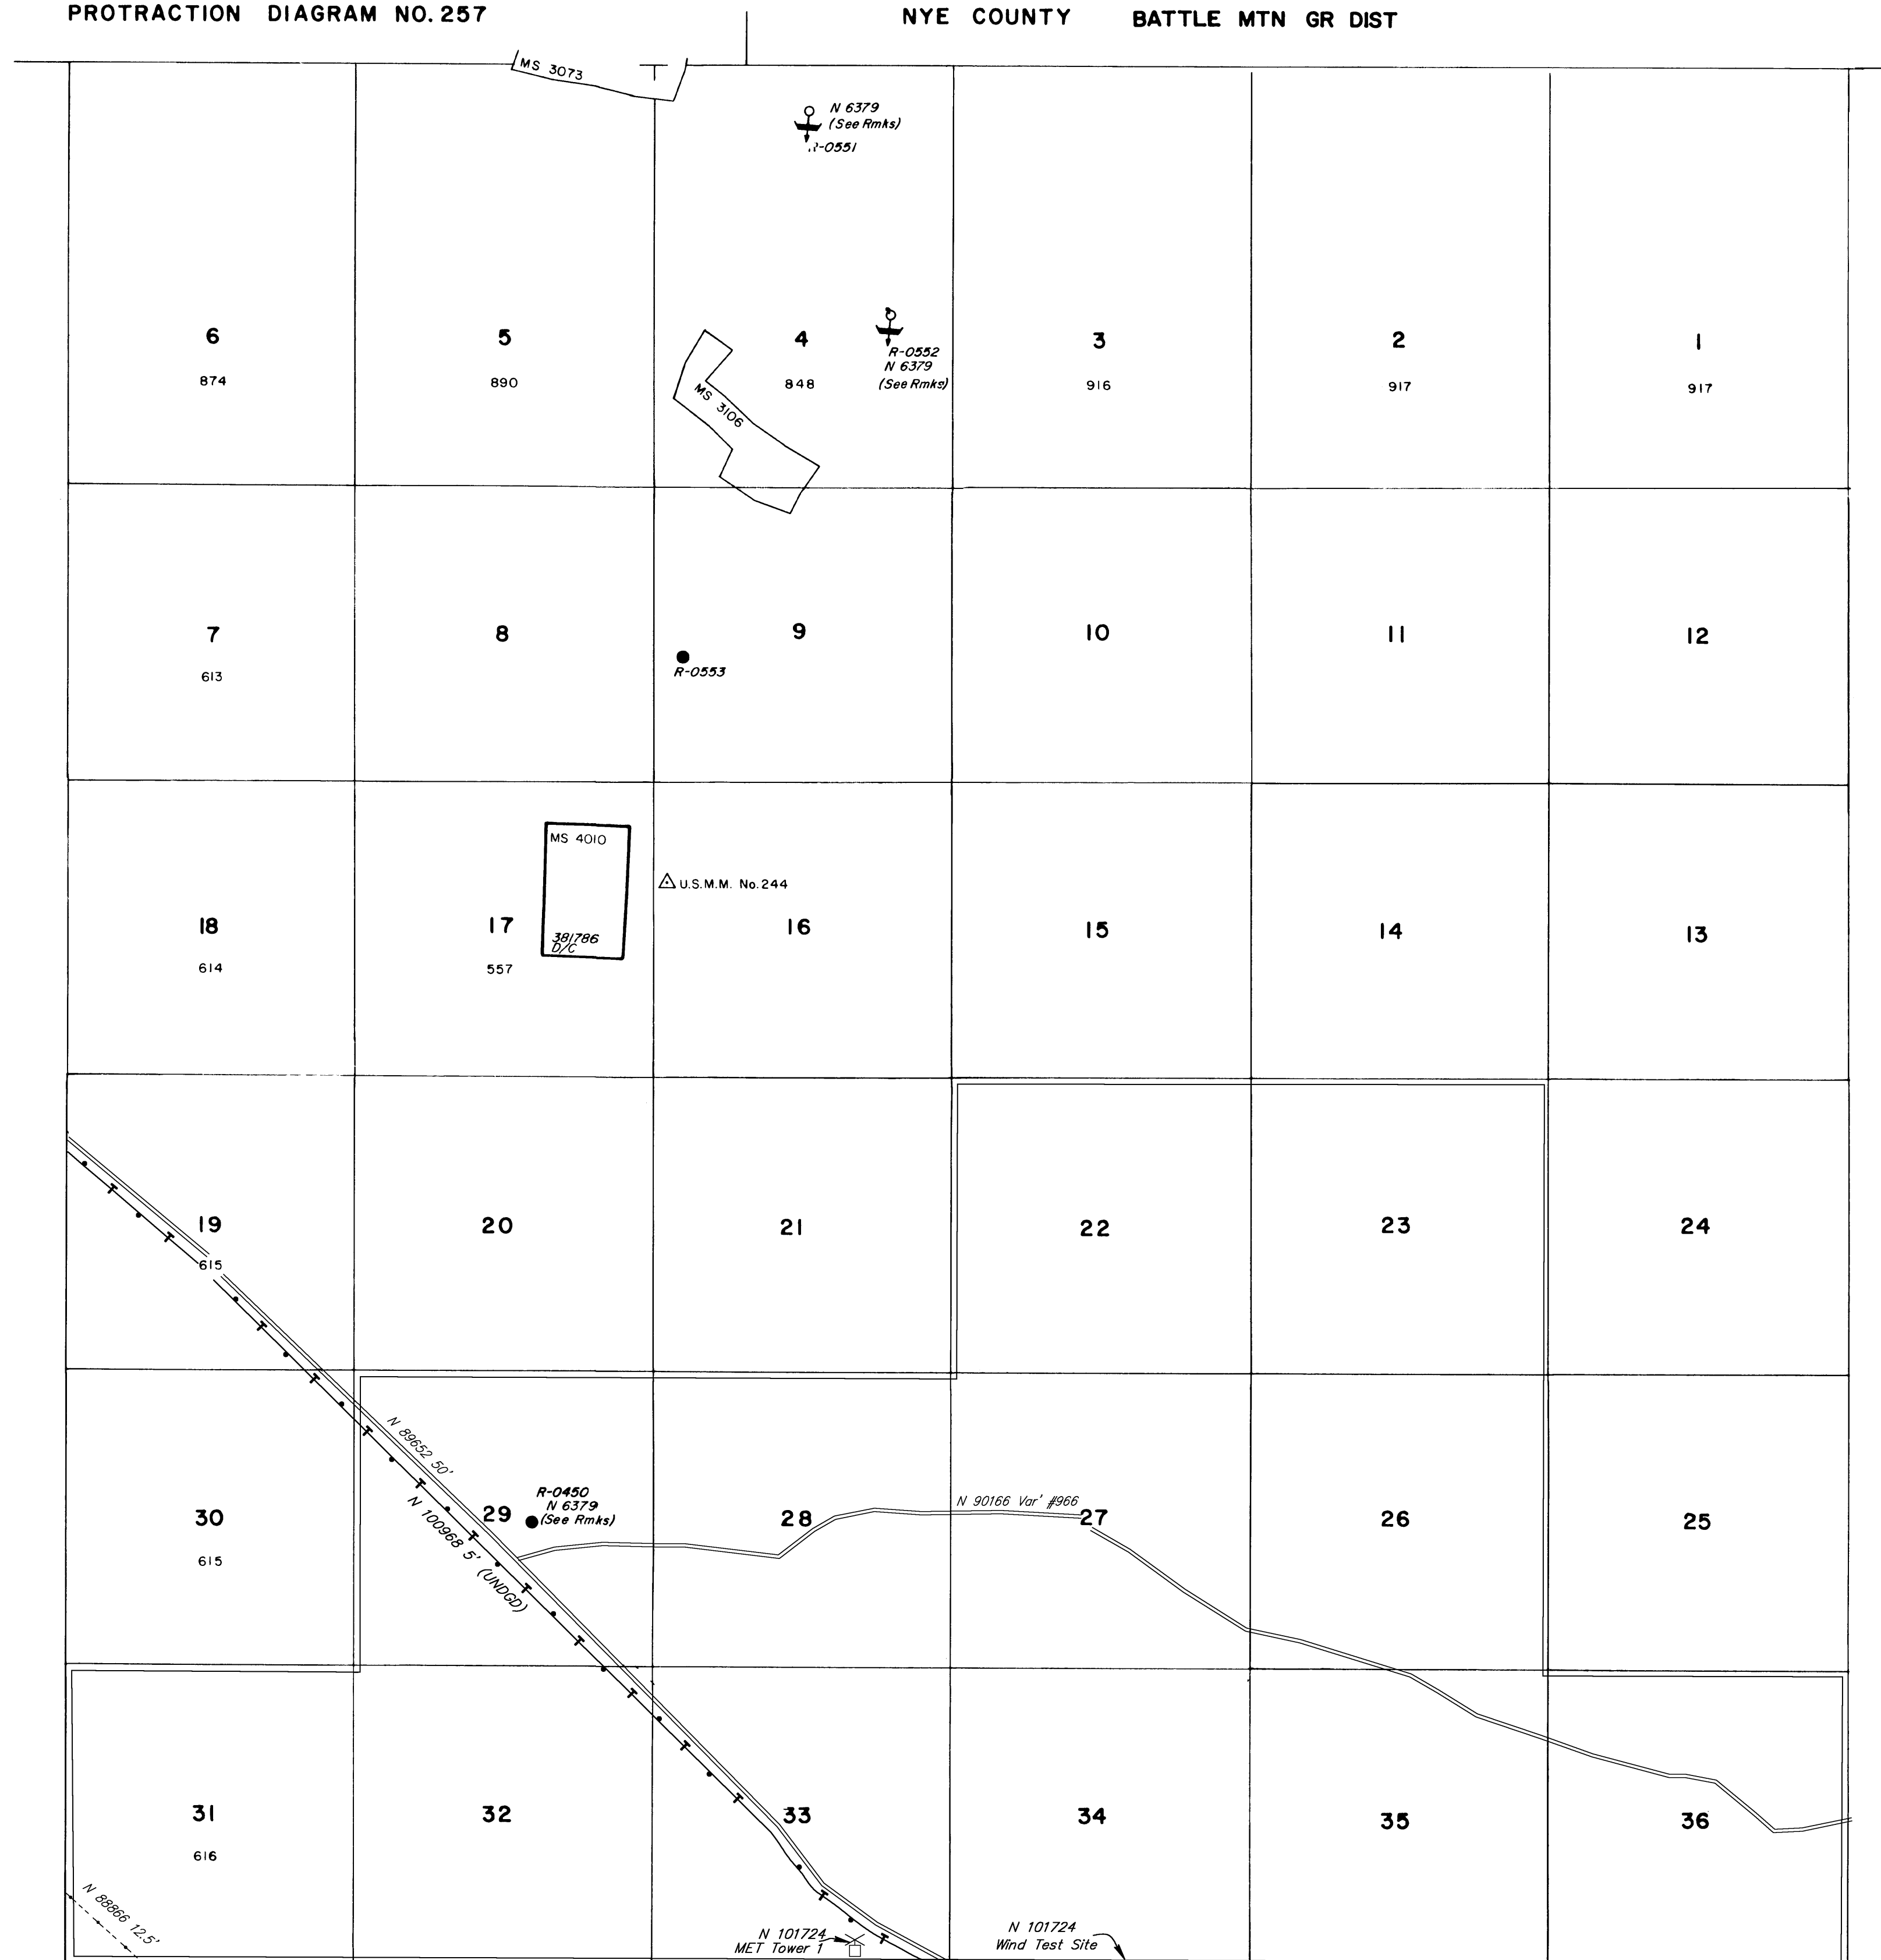 PROTRACTION DIAGRAM NO. 257
NYE COUNTY BATTLE MTN GR DIST
MS 3073
N 6379
(See Rmks)
R-0551
6
874
5
890
4
848
R-0552
N 6379
(See Rmks)
MS 3106
3
916
2
917
1
917
7
613
8
9
R-0553
10
11
12
18
614
17
557
MS 4010
381786
D/C
U.S.M.M. No. 244
16
15
14
13
19
615
20
21
22
23
24
30
615
N 89652 50'
N 100968 5' (UNDGD)
29
R-0450
N 6379
(See Rmks)
28
N 90166 Var' #966
27
26
25
31
616
32
33
34
35
36
N 88866 12.5'
N 101724
MET Tower 1
N 101724
Wind Test Site